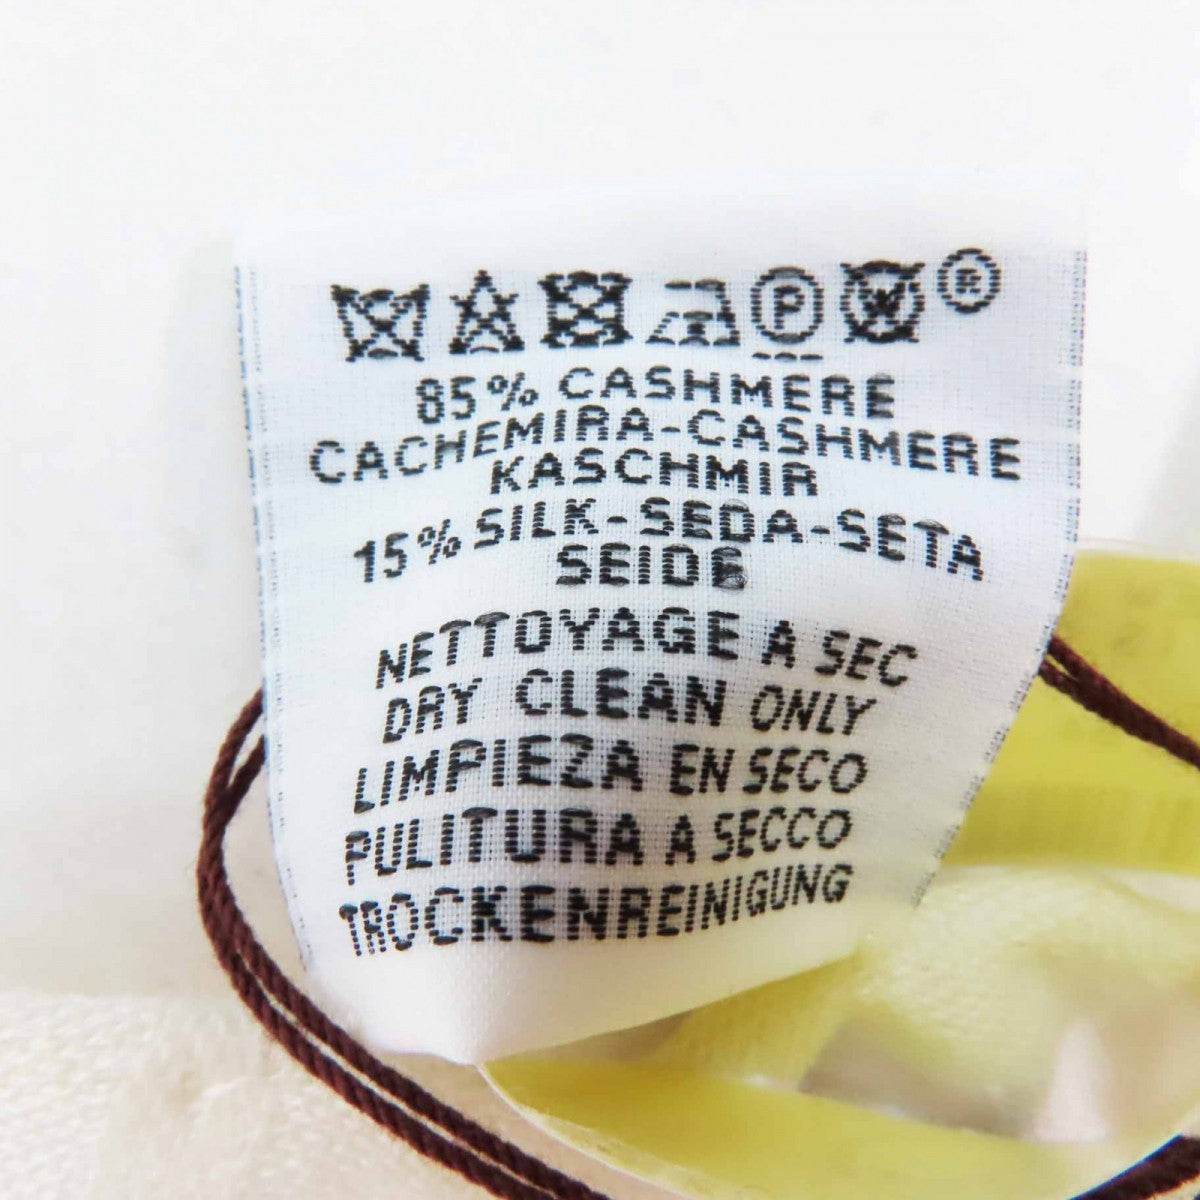 P W ®
85% CASHMERE
CACHEMIRA-CASHMERE
KASCHMIR
15% SILK-SEDA-SETA
SEIDE
NETTOYAGE A SEC
DRY CLEAN ONLY
LIMPIEZA EN SECO
PULITURA A SECCO
TROCKENREINIGUNG